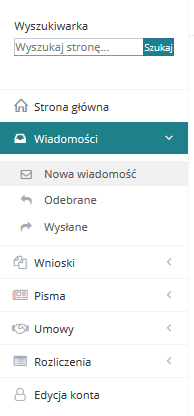 Wyszukiwarka
Wyszukaj stronę... Szukaj
Strona główna
Wiadomości
Nowa wiadomość
Odebrane
Wysłane
Wnioski
Pisma
Umowy
Rozliczenia
Edycja konta